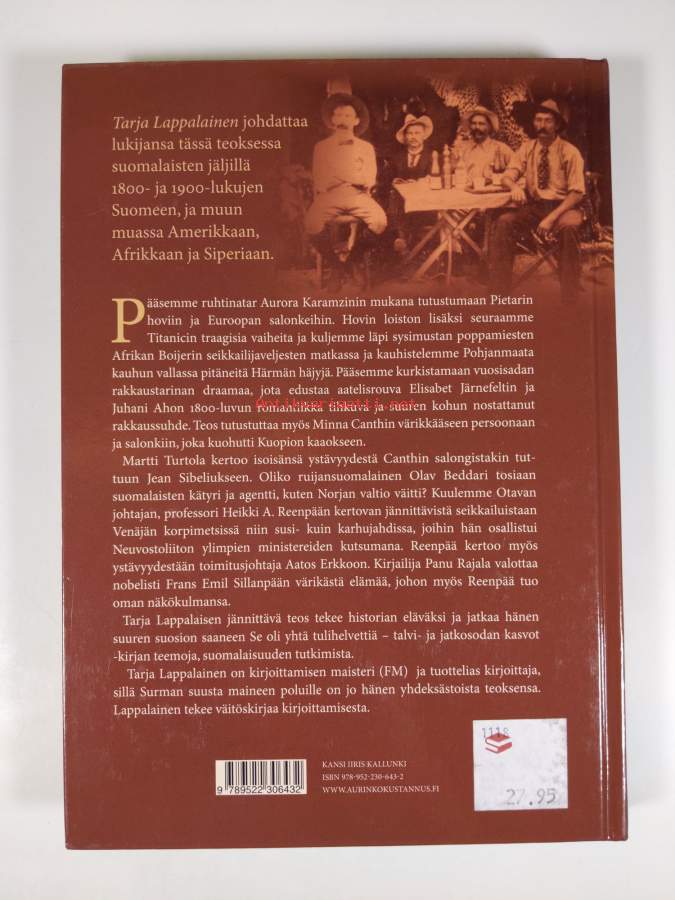 Tarja Lappalainen johdattaa
lukijansa tässä teoksessa
suomalaisten jäljillä
1800- ja 1900-lukujen
Suomeen, ja muun
muassa Amerikkaan,
Afrikkaan ja Siperiaan.
Pääsemme ruhtinatar Aurora Karamzinin mukana tutustumaan Pietarin
hoviin ja Euroopan salonkeihin. Hovin loiston lisäksi seuraamme
Titanicin traagisia vaiheita ja kuljemme läpi sysimustan poppamiesten
Afrikan Boijerin seikkailijaveljesten matkassa ja kauhistelemme Pohjanmaata
kauhun vallassa pitäneitä Härmän häjyjä. Pääsemme kurkistamaan vuosisadan
rakkaustarinan draamaa, jota edustaa aatelisrouva Elisabet Järnefeltin ja
Juhani Ahon 1800-luvun romantiikka tihkuva ja suuren kohun nostattanut
rakkaussuhde. Teos tutustuttaa myös Minna Canthin värikkääseen persoonaan
ja salonkiin, joka kuohutti Kuopion kaaokseen.
Martti Turtola kertoo isoisänsä ystävyydestä Canthin salongistakin tut-
tuun Jean Sibeliukseen. Oliko ruijansuomalainen Olav Beddari tosiaan
suomalaisten kätyri ja agentti, kuten Norjan valtio väitti? Kuulemme Otavan
johtajan, professori Heikki A. Reenpään kertovan jännittävistä seikkailuistaan
Venäjän korpimetsissä niin susi- kuin karhujahdissa, joihin hän osallistui
Neuvostoliiton ylimpien ministereiden kutsumana. Reenpää kertoo myös
ystävyydestään toimitusjohtaja Aatos Erkkoon. Kirjailija Panu Rajala valottaa
nobelisti Frans Emil Sillanpään värikästä elämää, johon myös Reenpää tuo
oman näkökulmansa.
Tarja Lappalaisen jännittävä teos tekee historian eläväksi ja jatkaa hänen
suuren suosion saaneen Se oli yhtä tulihelvettiä – talvi- ja jatkosodan kasvot
-kirjan teemoja, suomalaisuuden tutkimista.
Tarja Lappalainen on kirjoittamisen maisteri (FM) ja tuottelias kirjoittaja,
sillä Surman suusta maineen poluille on jo hänen yhdeksästoista teoksensa.
Lappalainen tekee väitöskirjaa kirjoittamisesta.
KANSI IIRIS KALLUNKI
ISBN 978-952-230-643-2
WWW.AURINKOKUSTANNUS.FI
9 789522 306432
1118
27.95